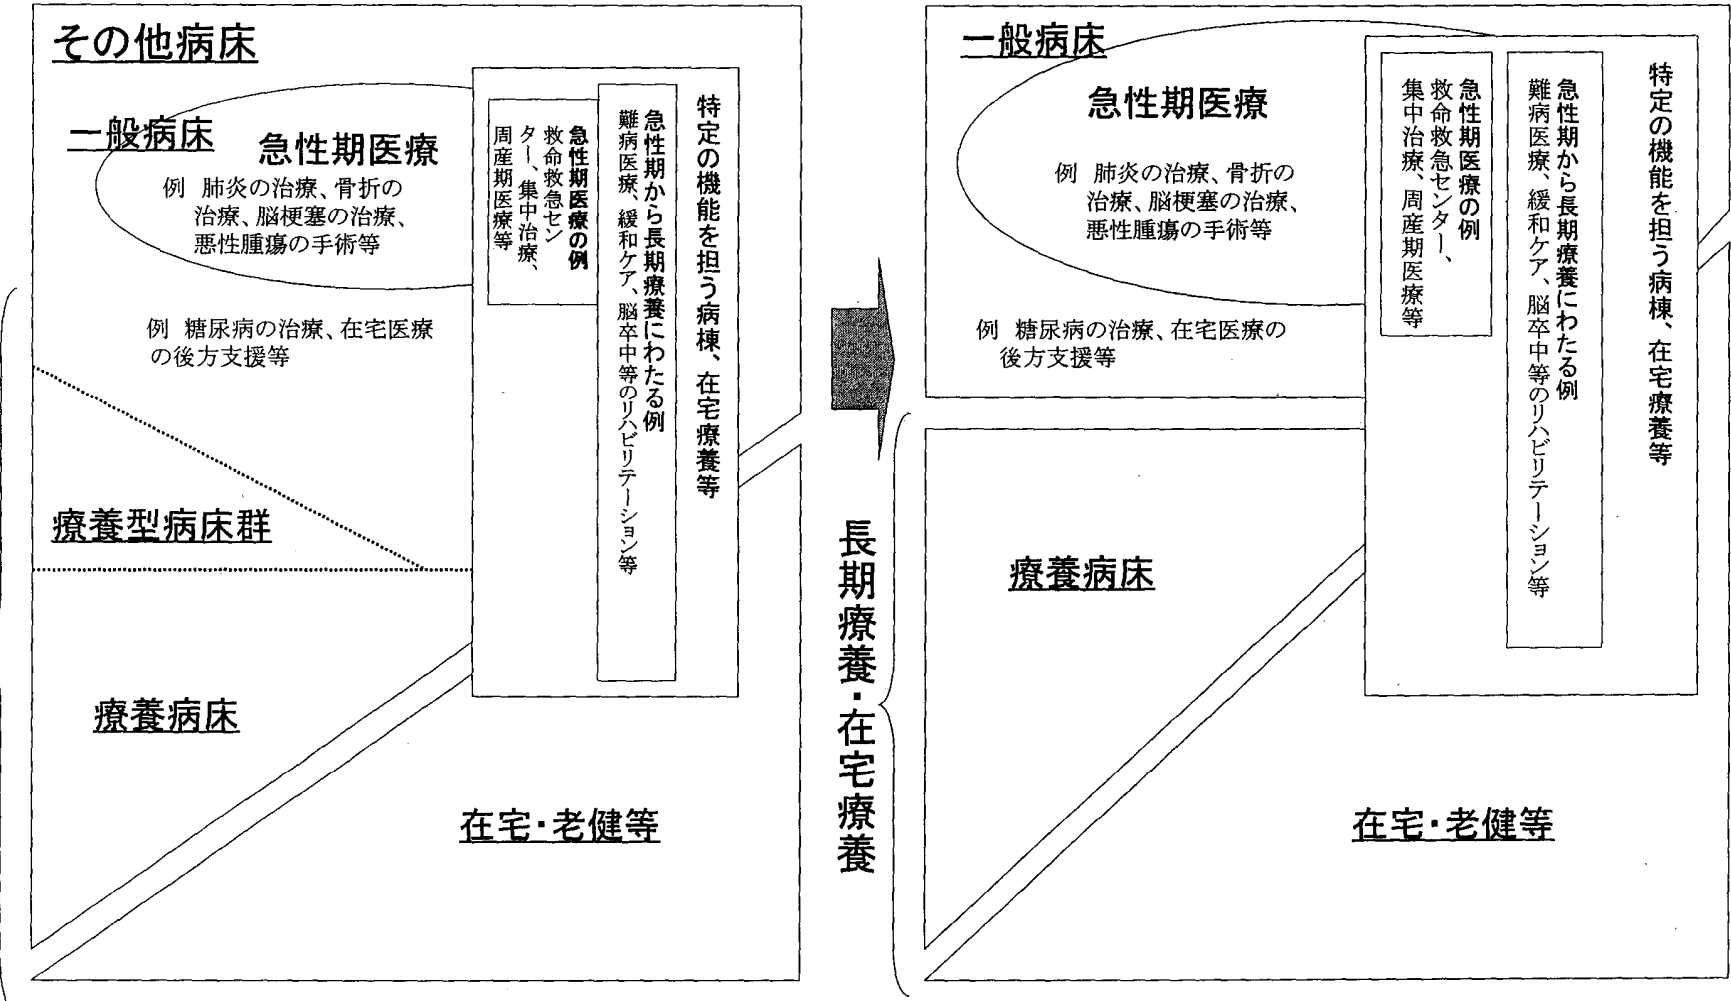 その他病床
一般病床
急性期医療
例 肺炎の治療、骨折の
治療、脳梗塞の治療、
悪性腫瘍の手術等
例 糖尿病の治療、在宅医療
の後方支援等
特定の機能を担う病棟、在宅療養等
急性期から長期療養にわたる例
難病医療、緩和ケア、脳卒中等のリハビリテーション等
急性期医療の例
救命救急セン
ター、集中治療、
周産期医療等
療養型病床群
療養病床
在宅・老健等
長期療養・在宅療養
一般病床
急性期医療
例 肺炎の治療、骨折の
治療、脳梗塞の治療、
悪性腫瘍の手術等
例 糖尿病の治療、在宅医療の
後方支援等
特定の機能を担う病棟、在宅療養等
急性期から長期療養にわたる例
難病医療、緩和ケア、脳卒中等のリハビリテーション等
急性期医療の例
救命救急センター、
集中治療、周産期医療等
療養病床
在宅・老健等